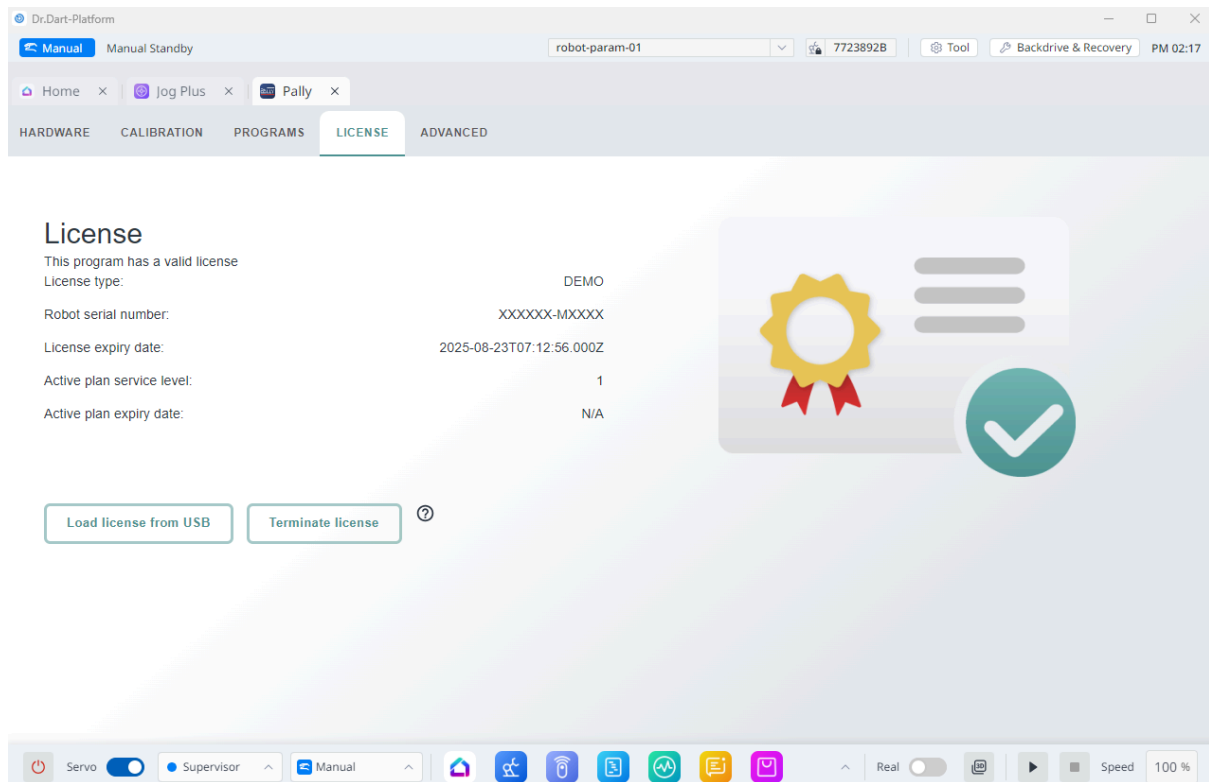 Dr.Dart-Platform
Manual Manual Standby robot-param-01 7723892B Tool Backdrive & Recovery PM 02:17
Home Jog Plus Pally
HARDWARE CALIBRATION PROGRAMS LICENSE ADVANCED
License
This program has a valid license
License type: DEMO
Robot serial number: XXXXXX-MXXXX
License expiry date: 2025-08-23T07:12:56.000Z
Active plan service level: 1
Active plan expiry date: N/A
Load license from USB Terminate license
Servo Supervisor Manual Real 3D Speed 100 %